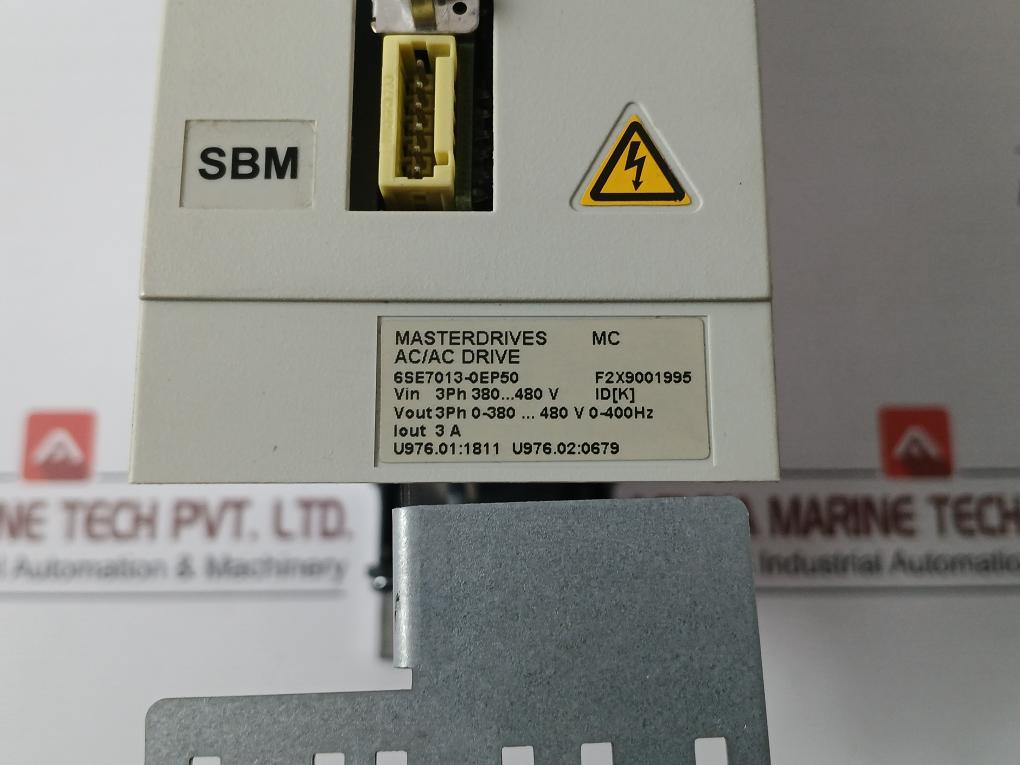 SBM
MASTERDRIVES MC
AC/AC DRIVE
6SE7013-0EP50 F2X9001995
Vin 3Ph 380...480 V ID[K]
Vout 3Ph 0-380 ... 480 V 0-400Hz
Iout 3 A
U976.01:1811 U976.02:0679
NE TECH PVT. LTD.
l Automation & Machinery
A MARINE TECH
Industrial Automation